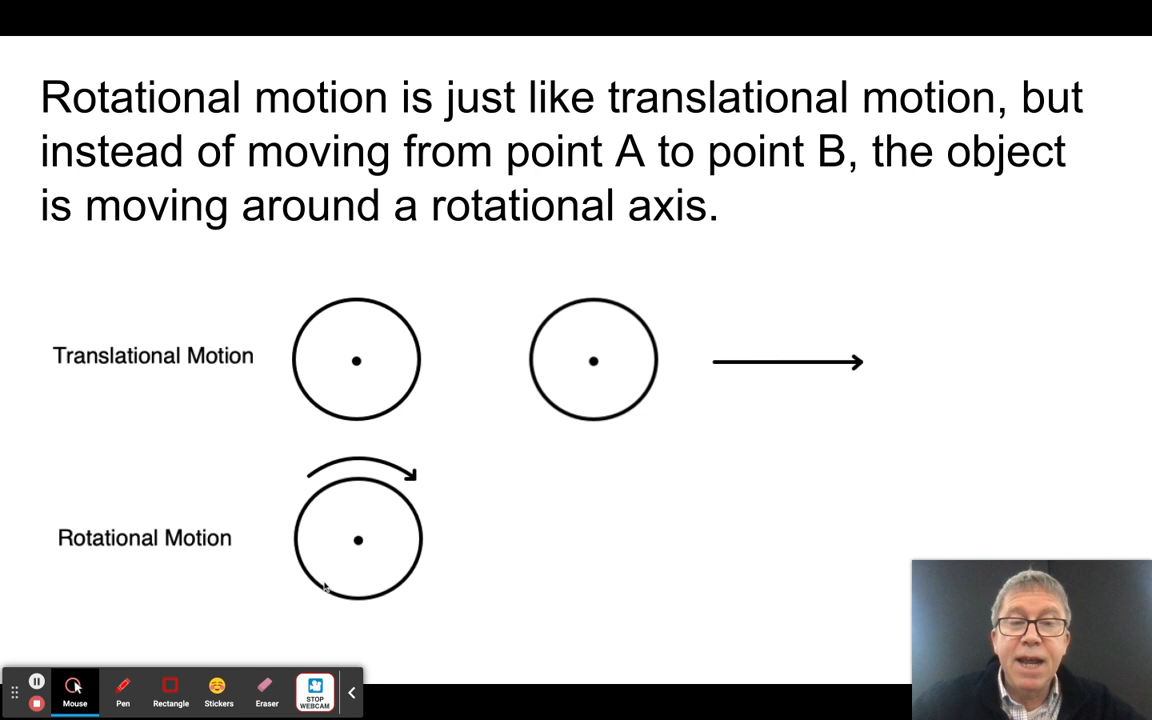 Rotational motion is just like translational motion, but
instead of moving from point A to point B, the object
is moving around a rotational axis.
Translational Motion
Rotational Motion
Mouse
Pen
Rectangle
Stickers
Eraser
STOP
WEBCAM